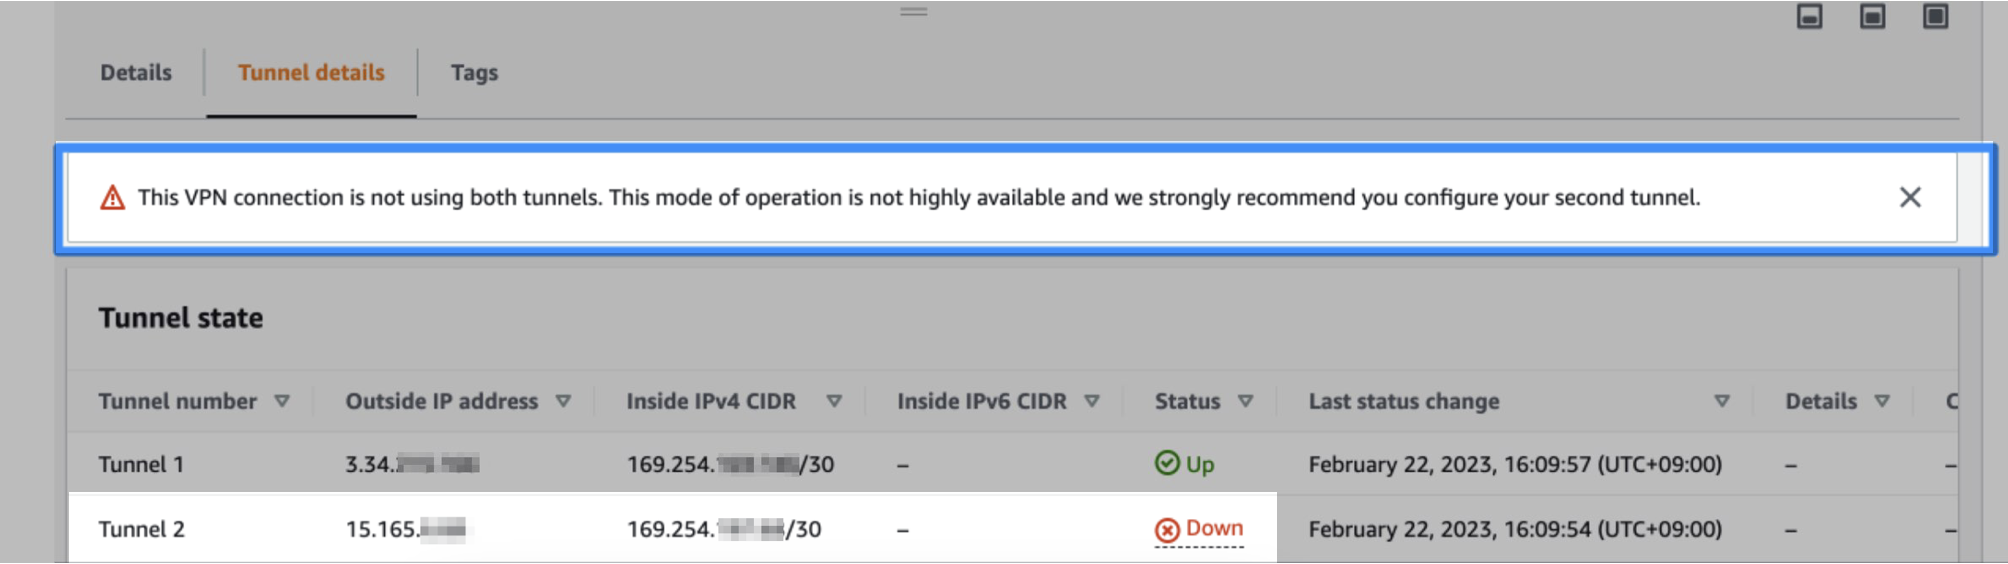 Details Tunnel details Tags
This VPN connection is not using both tunnels. This mode of operation is not highly available and we strongly recommend you configure your second tunnel.
Tunnel state
Tunnel number Outside IP address Inside IPv4 CIDR Inside IPv6 CIDR Status Last status change Details C
Tunnel 1 3.34. 169.254. /30 – Up February 22, 2023, 16:09:57 (UTC+09:00) – –
Tunnel 2 15.165. 169.254. /30 – Down February 22, 2023, 16:09:54 (UTC+09:00) – –